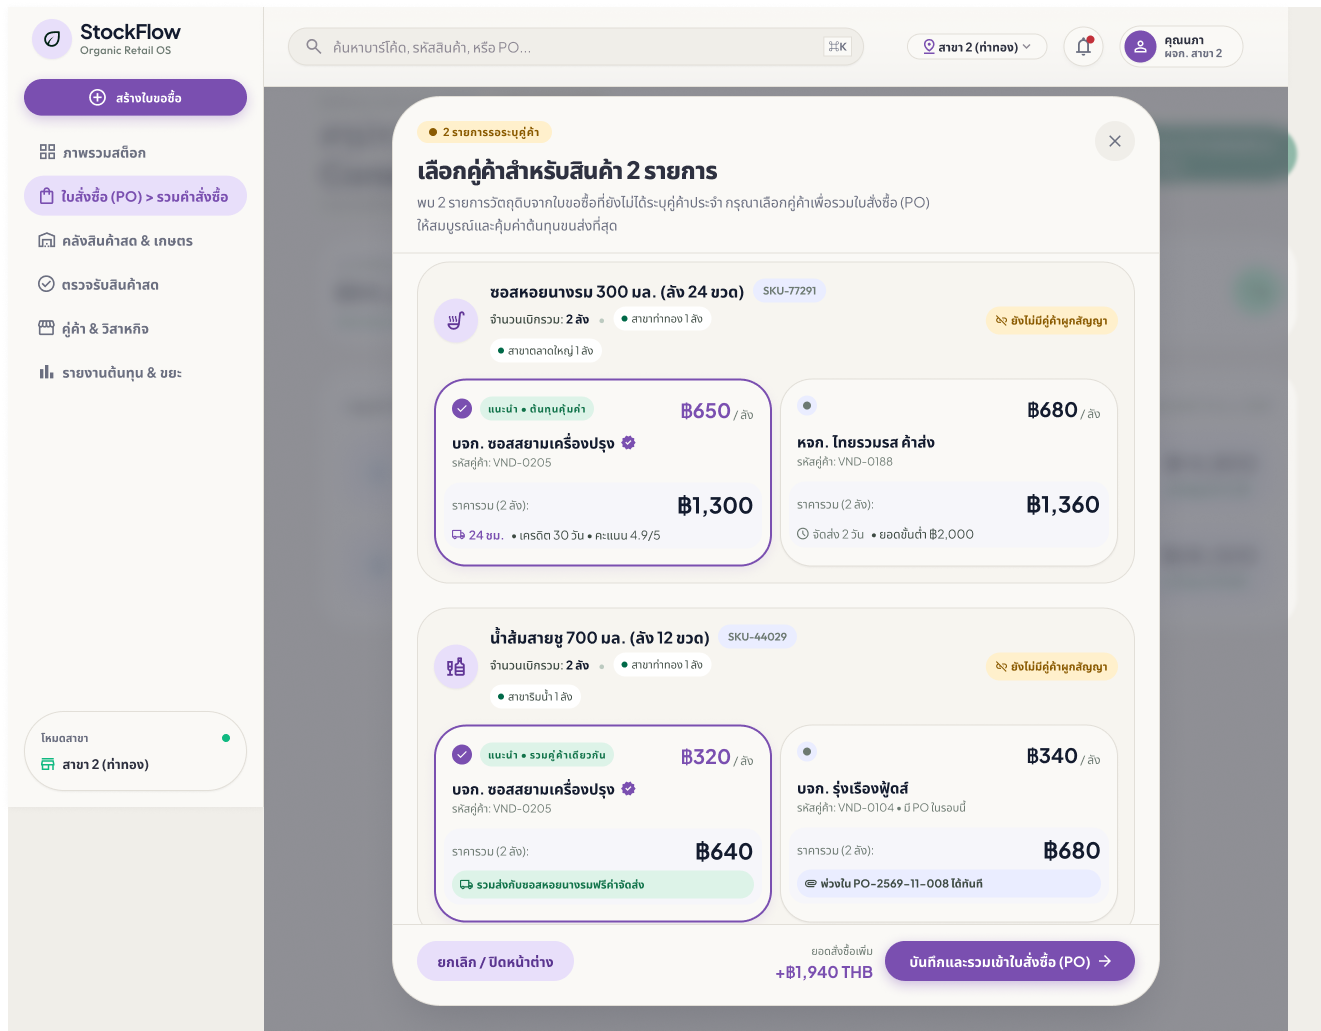 StockFlow
Organic Retail OS
สร้างใบขอซื้อ
ภาพรวมสต็อก
ใบสั่งซื้อ (PO) > รวมคำสั่งซื้อ
คลังสินค้าสด & เกษตร
ตรวจรับสินค้าสด
คู่ค้า & วิสาหกิจ
รายงานต้นทุน & ขยะ
โหมดสาขา
สาขา 2 (ท่าทอง)
ค้นหาบาร์โค้ด, รหัสสินค้า, หรือ PO...
⌘K
สาขา 2 (ท่าทอง)
คุณนภา
ผจก. สาขา 2
2 รายการรอระบุคู่ค้า
เลือกคู่ค้าสำหรับสินค้า 2 รายการ
พบ 2 รายการวัตถุดิบจากใบขอซื้อที่ยังไม่ได้ระบุคู่ค้าประจำ กรุณาเลือกคู่ค้าเพื่อรวมใบสั่งซื้อ (PO)
ให้สมบูรณ์และคุ้มค่าต้นทุนขนส่งที่สุด
ซอสหอยนางรม 300 มล. (ลัง 24 ขวด) SKU-77291
จำนวนเบิกรวม: 2 ลัง • สาขาท่าทอง 1 ลัง
สาขาตลาดใหญ่ 1 ลัง
ยังไม่มีคู่ค้าผูกสัญญา
แนะนำ • ต้นทุนคุ้มค่า ฿650 / ลัง
บจก. ซอสสยามเครื่องปรุง
รหัสคู่ค้า: VND-0205
ราคารวม (2 ลัง): ฿1,300
24 ชม. • เครดิต 30 วัน • คะแนน 4.9/5
฿680 / ลัง
หจก. ไทยรวมรส ค้าส่ง
รหัสคู่ค้า: VND-0188
ราคารวม (2 ลัง): ฿1,360
จัดส่ง 2 วัน • ยอดขั้นต่ำ ฿2,000
น้ำส้มสายชู 700 มล. (ลัง 12 ขวด) SKU-44029
จำนวนเบิกรวม: 2 ลัง • สาขาท่าทอง 1 ลัง
สาขาริมน้ำ 1 ลัง
ยังไม่มีคู่ค้าผูกสัญญา
แนะนำ • รวมคู่ค้าเดียวกัน ฿320 / ลัง
บจก. ซอสสยามเครื่องปรุง
รหัสคู่ค้า: VND-0205
ราคารวม (2 ลัง): ฿640
รวมส่งกับซอสหอยนางรมฟรีค่าจัดส่ง
฿340 / ลัง
บจก. รุ่งเรืองฟู้ดส์
รหัสคู่ค้า: VND-0104 • มี PO ในรอบนี้
ราคารวม (2 ลัง): ฿680
พ่วงใน PO-2569-11-008 ได้ทันที
ยกเลิก / ปิดหน้าต่าง
ยอดสั่งซื้อเพิ่ม
+฿1,940 THB
บันทึกและรวมเข้าใบสั่งซื้อ (PO)